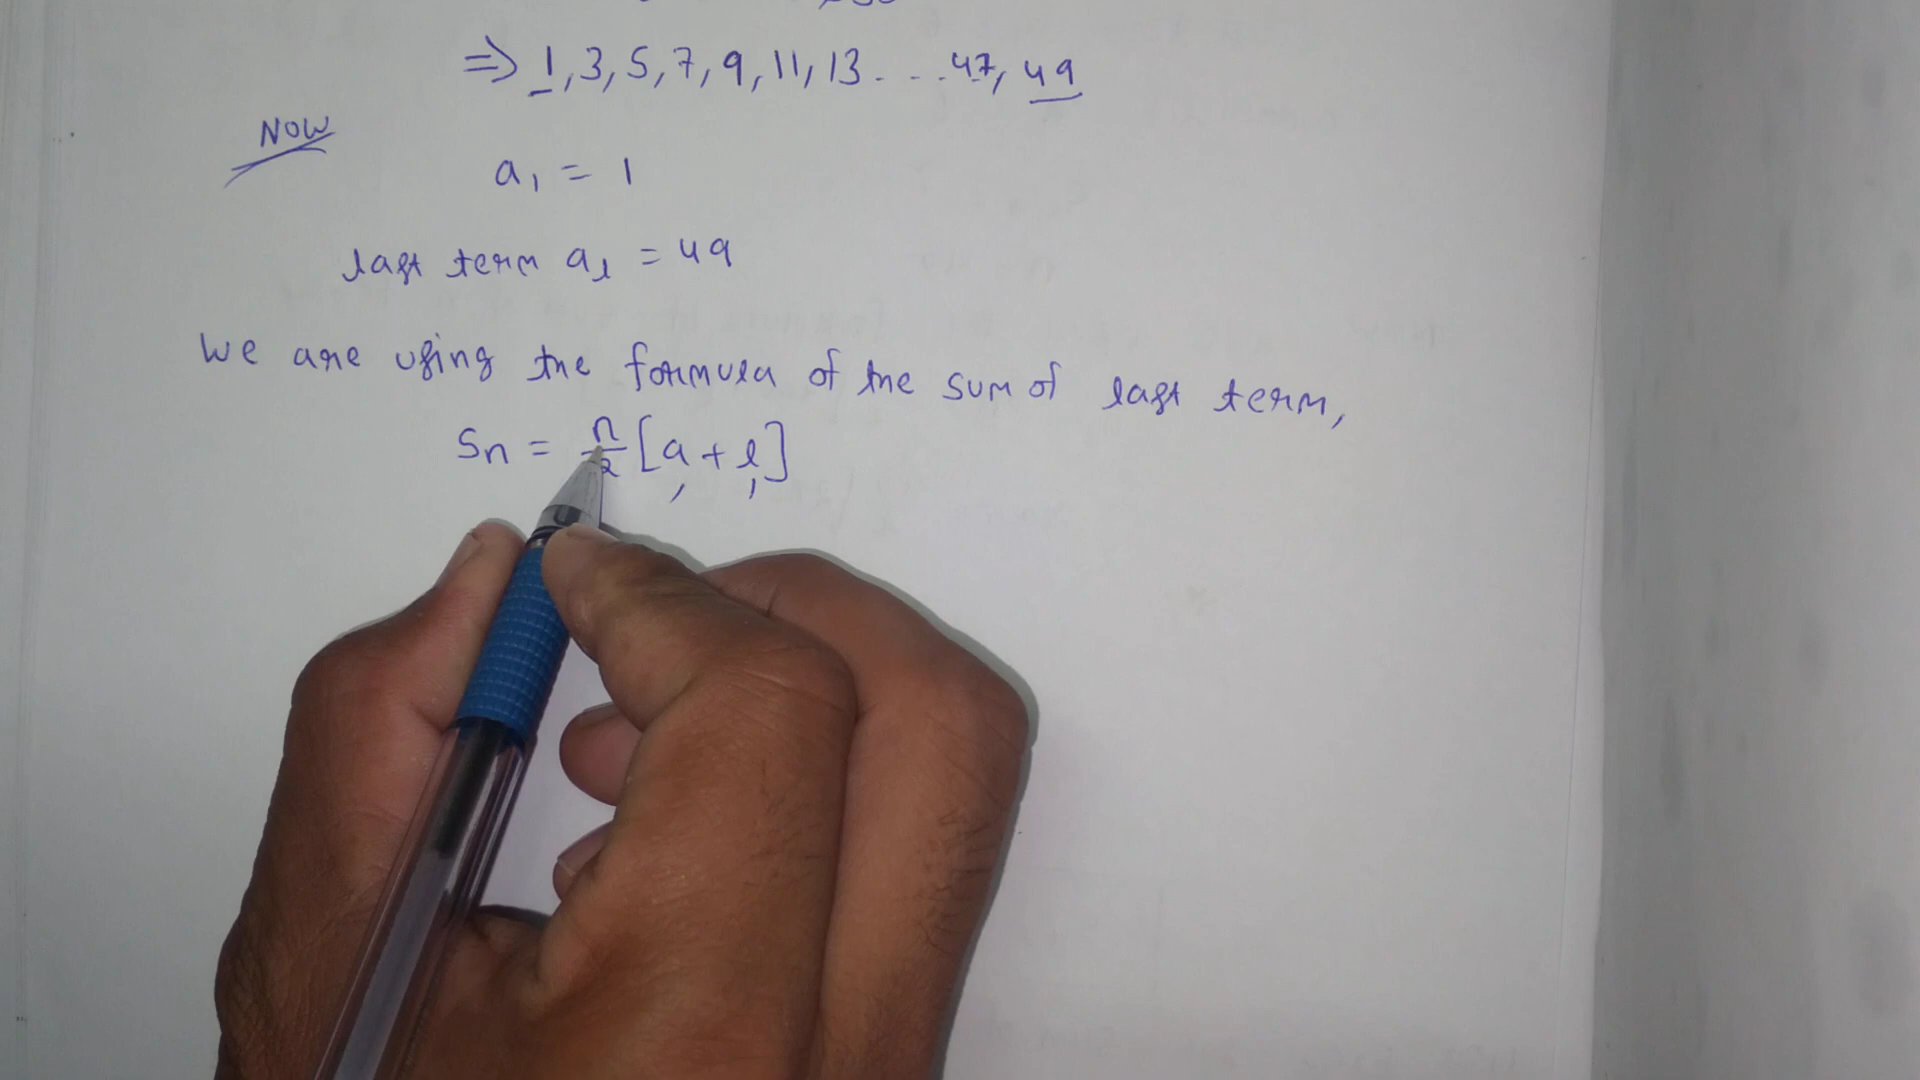 ⇒ 1, 3, 5, 7, 9, 11, 13 . . . . 47, 49
NOW
a₁ = 1
last term aₗ = 49
We are using the formula of the sum of last term,
Sn = n/2 [a + l]